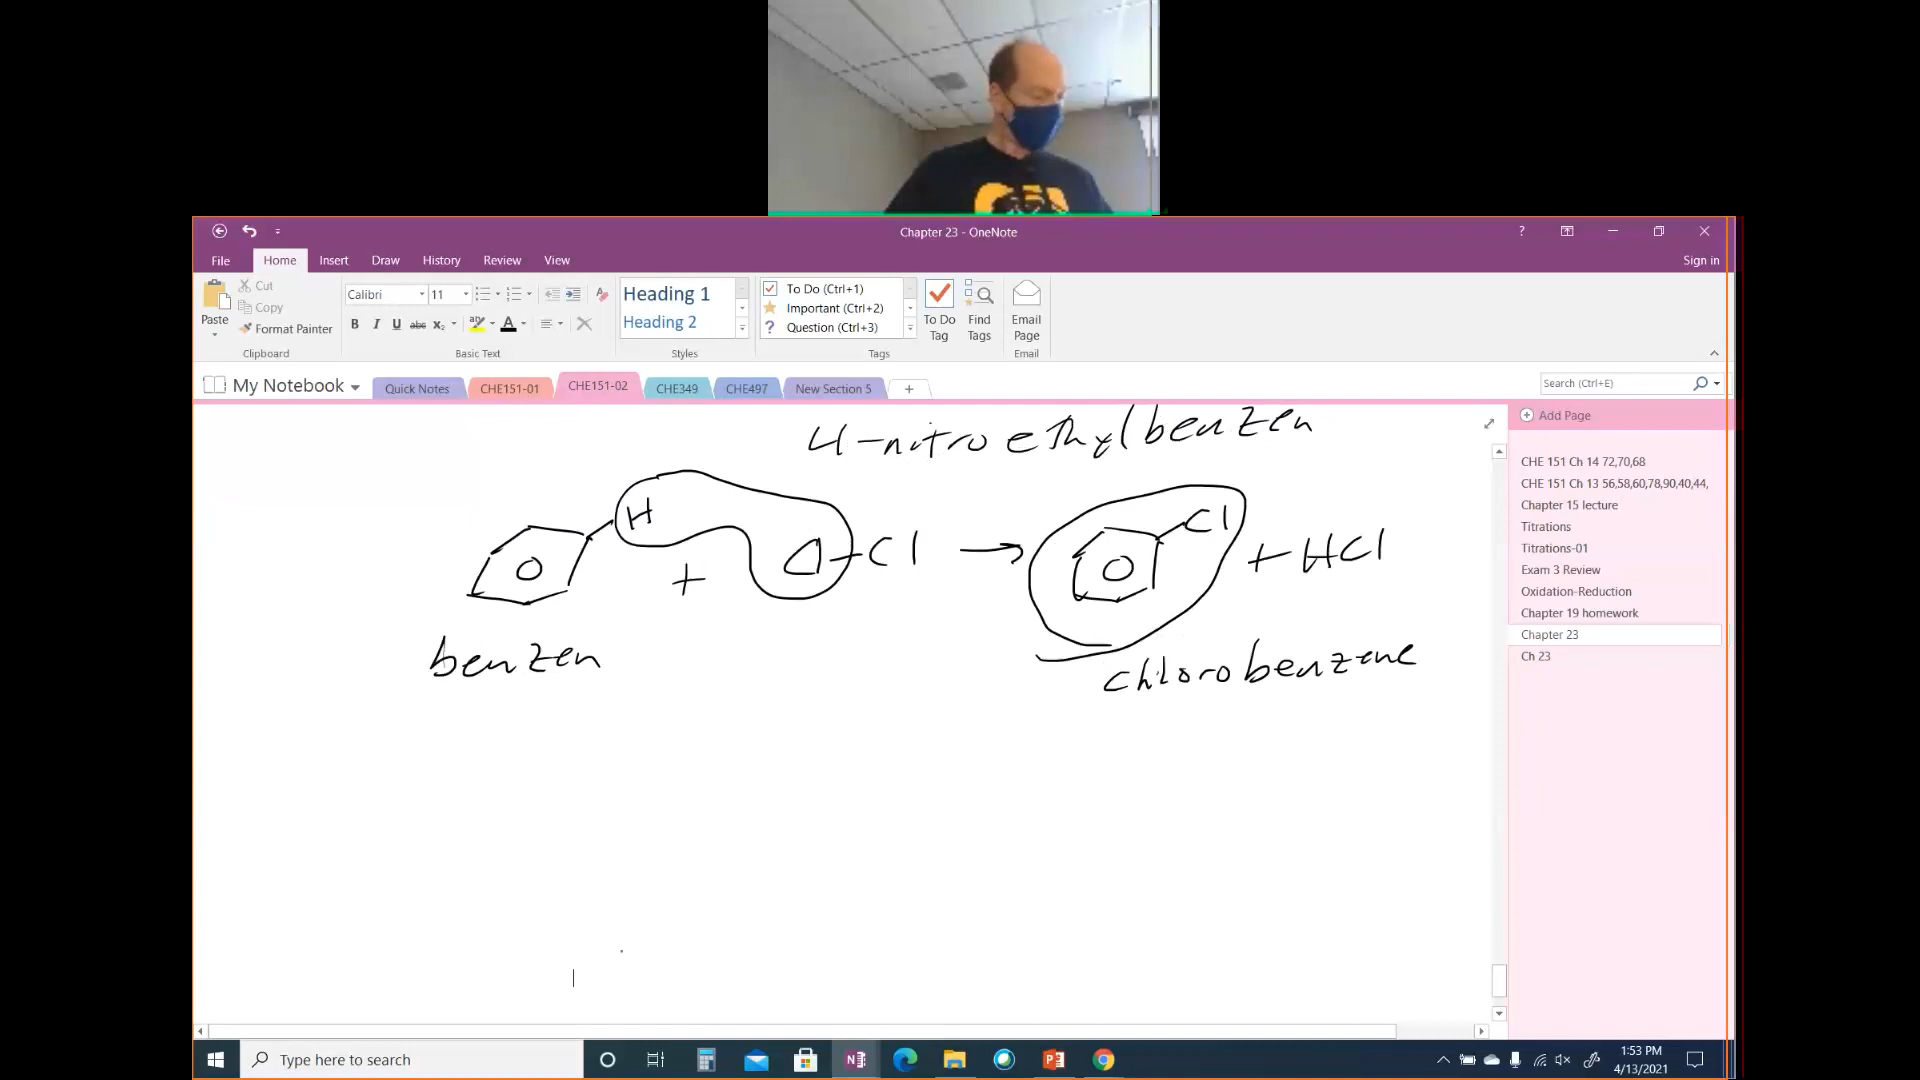 Chapter 23 - OneNote
?
File Home Insert Draw History Review View
Sign in
Paste
Cut
Copy
Format Painter
Clipboard
Calibri 11
B I U abc x₂ A
Basic Text
Heading 1
Heading 2
Styles
To Do (Ctrl+1)
Important (Ctrl+2)
? Question (Ctrl+3)
Tags
To Do Tag
Find Tags
Email Page
Email
My Notebook
Quick Notes CHE151-01 CHE151-02 CHE349 CHE497 New Section 5 +
Search (Ctrl+E)
Add Page
CHE 151 Ch 14 72,70,68
CHE 151 Ch 13 56,58,60,78,90,40,44,
Chapter 15 lecture
Titrations
Titrations-01
Exam 3 Review
Oxidation-Reduction
Chapter 19 homework
Chapter 23
Ch 23
4-nitroethylbenzen
H + Cl-Cl → Cl + HCl
benzen
chlorobenzene
Type here to search
1:53 PM
4/13/2021